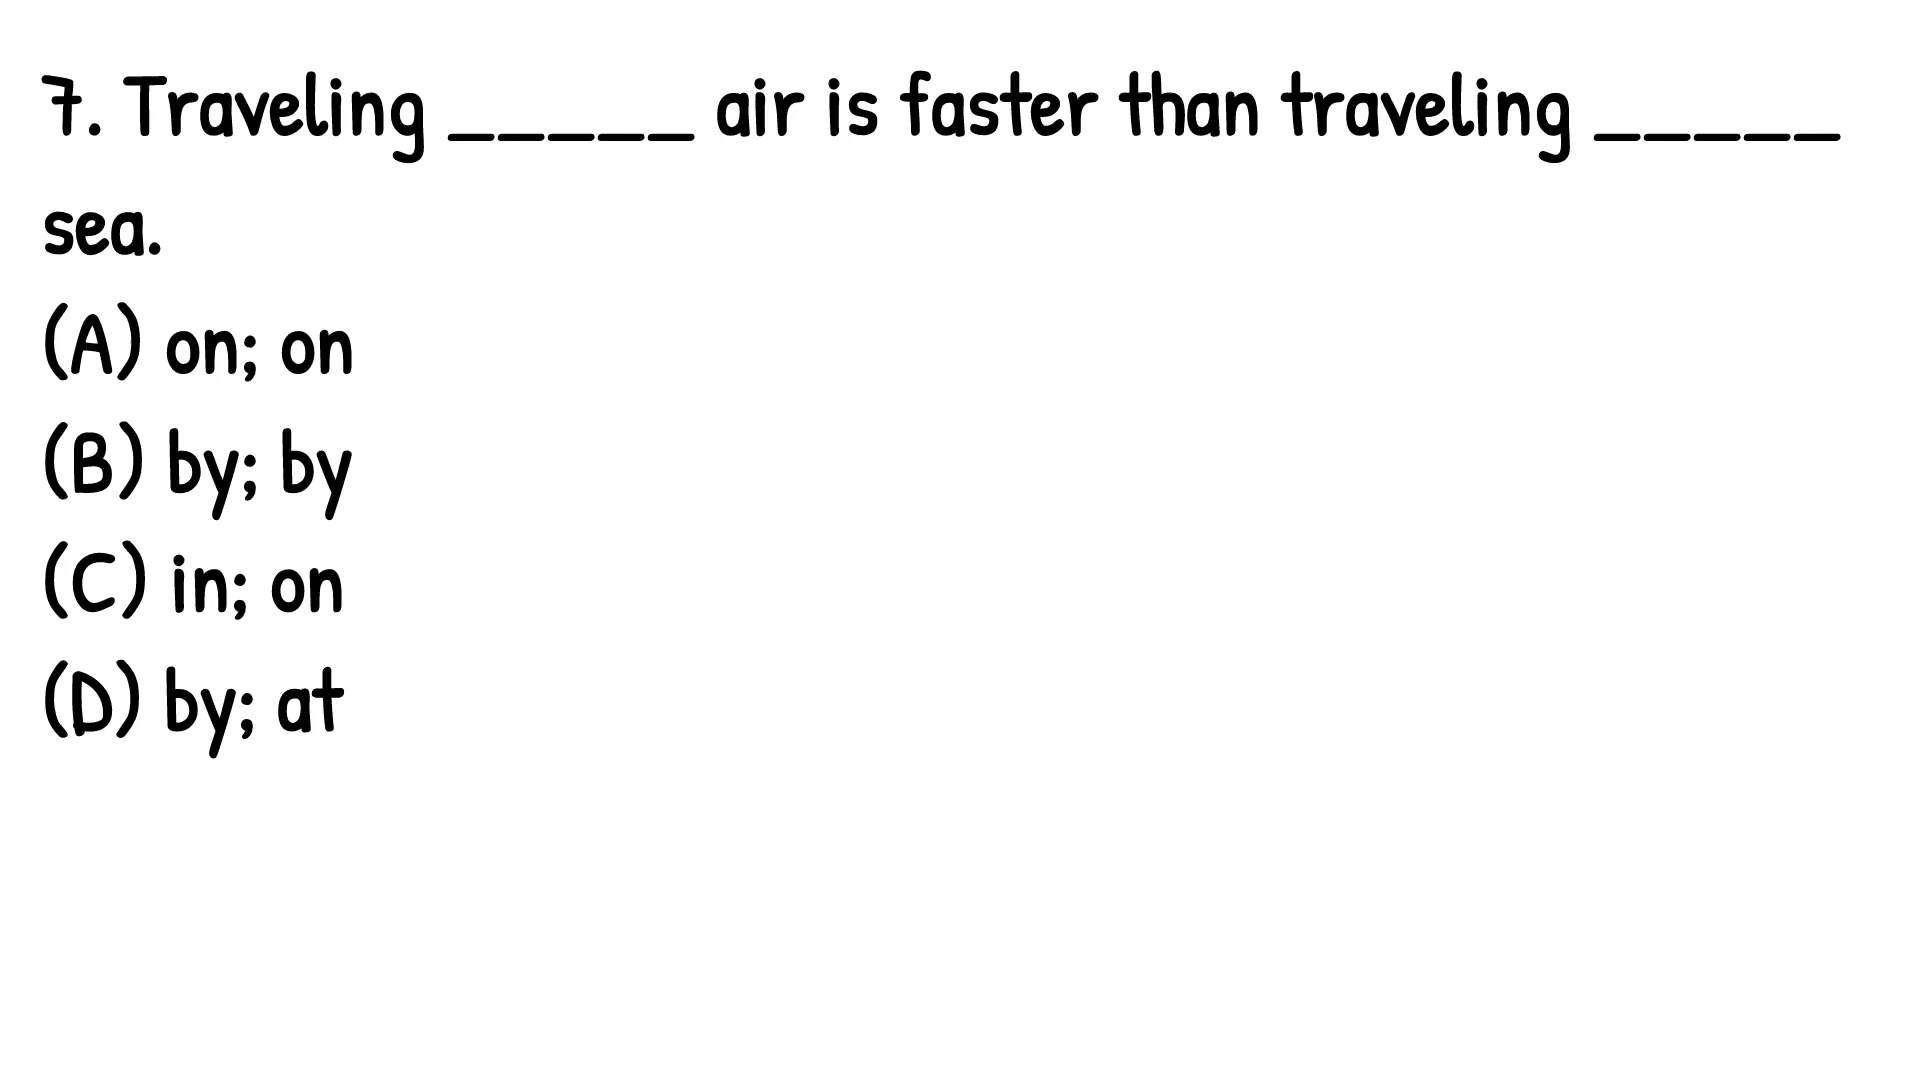 7. Traveling _____ air is faster than traveling _____
sea.
(A) on; on
(B) by; by
(C) in; on
(D) by; at